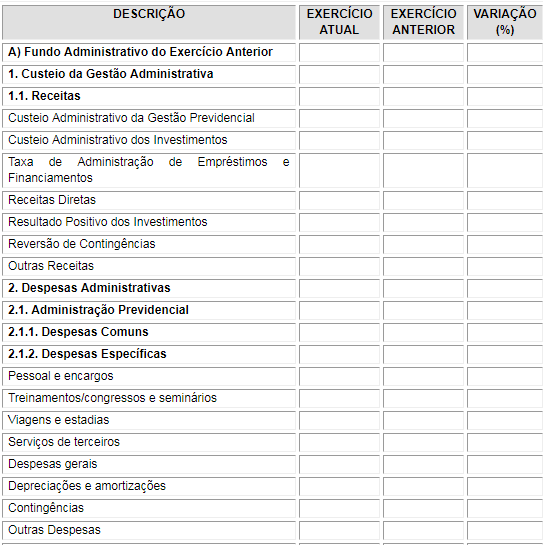 DESCRIÇÃO EXERCÍCIO ATUAL EXERCÍCIO ANTERIOR VARIAÇÃO (%)
A) Fundo Administrativo do Exercício Anterior
1. Custeio da Gestão Administrativa
1.1. Receitas
Custeio Administrativo da Gestão Previdencial
Custeio Administrativo dos Investimentos
Taxa de Administração de Empréstimos e
Financiamentos
Receitas Diretas
Resultado Positivo dos Investimentos
Reversão de Contingências
Outras Receitas
2. Despesas Administrativas
2.1. Administração Previdencial
2.1.1. Despesas Comuns
2.1.2. Despesas Específicas
Pessoal e encargos
Treinamentos/congressos e seminários
Viagens e estadias
Serviços de terceiros
Despesas gerais
Depreciações e amortizações
Contingências
Outras Despesas